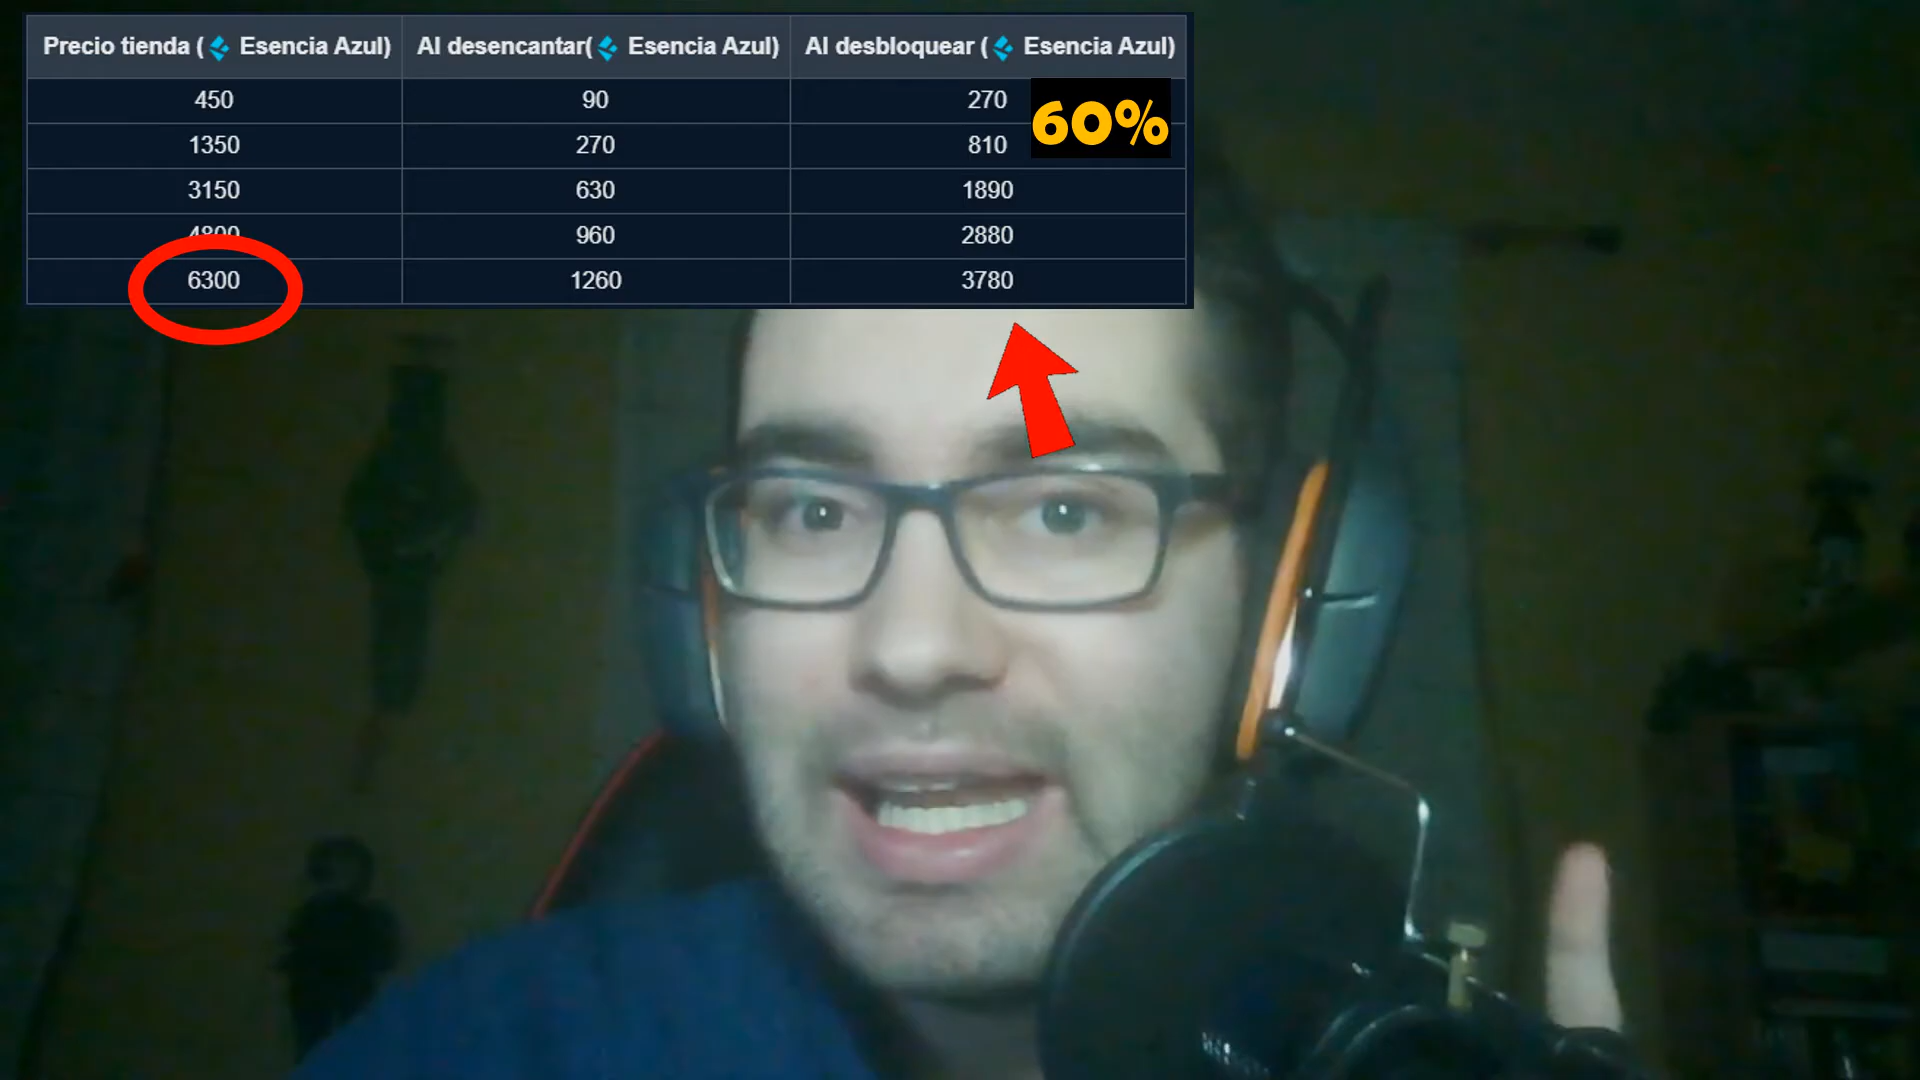 Precio tienda ( Esencia Azul) Al desencantar( Esencia Azul) Al desbloquear ( Esencia Azul)
450 90 270
60%
1350 270 810
3150 630 1890
4800 960 2880
6300 1260 3780